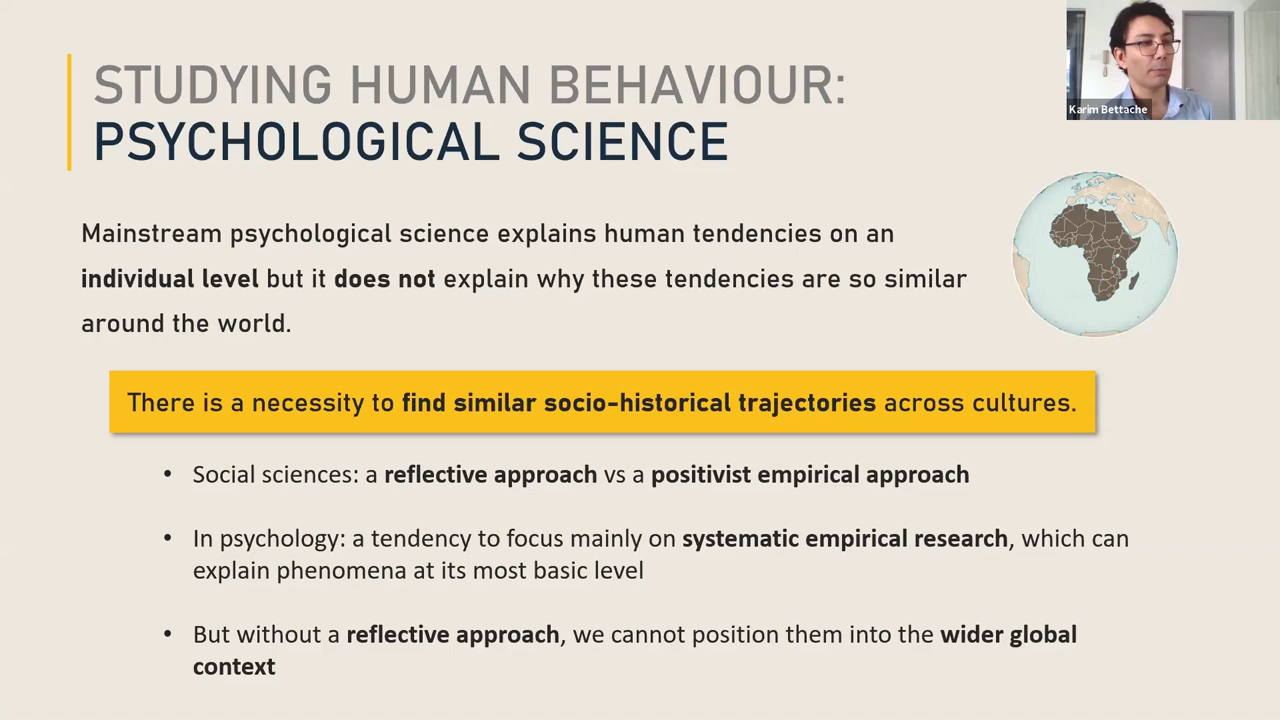 STUDYING HUMAN BEHAVIOUR:
PSYCHOLOGICAL SCIENCE
Karim Bettache
Mainstream psychological science explains human tendencies on an
individual level but it does not explain why these tendencies are so similar
around the world.
There is a necessity to find similar socio-historical trajectories across cultures.
• Social sciences: a reflective approach vs a positivist empirical approach
• In psychology: a tendency to focus mainly on systematic empirical research, which can
explain phenomena at its most basic level
• But without a reflective approach, we cannot position them into the wider global
context